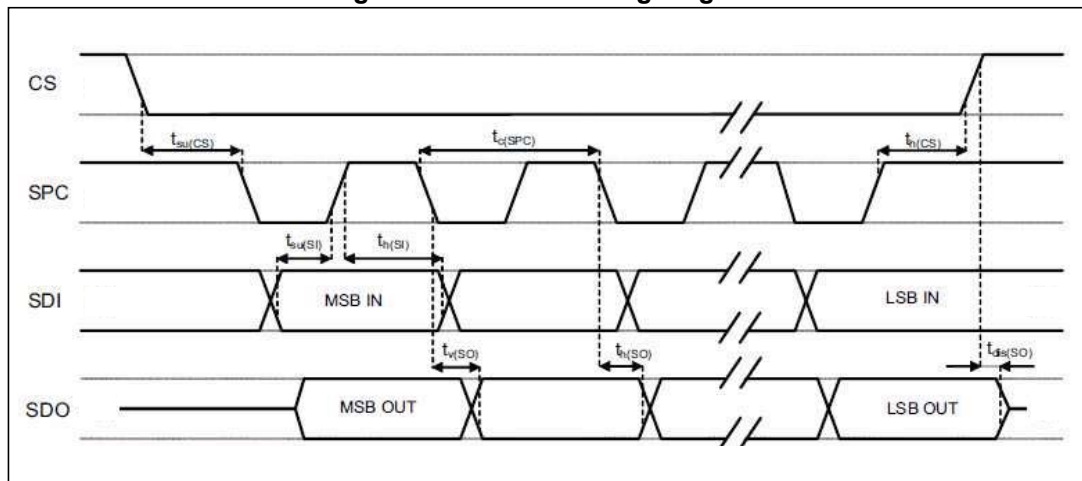 CS
tsu(CS)
tc(SPC)
th(CS)
SPC
tsu(SI)
th(SI)
SDI
MSB IN
LSB IN
tv(SO)
th(SO)
tdis(SO)
SDO
MSB OUT
LSB OUT